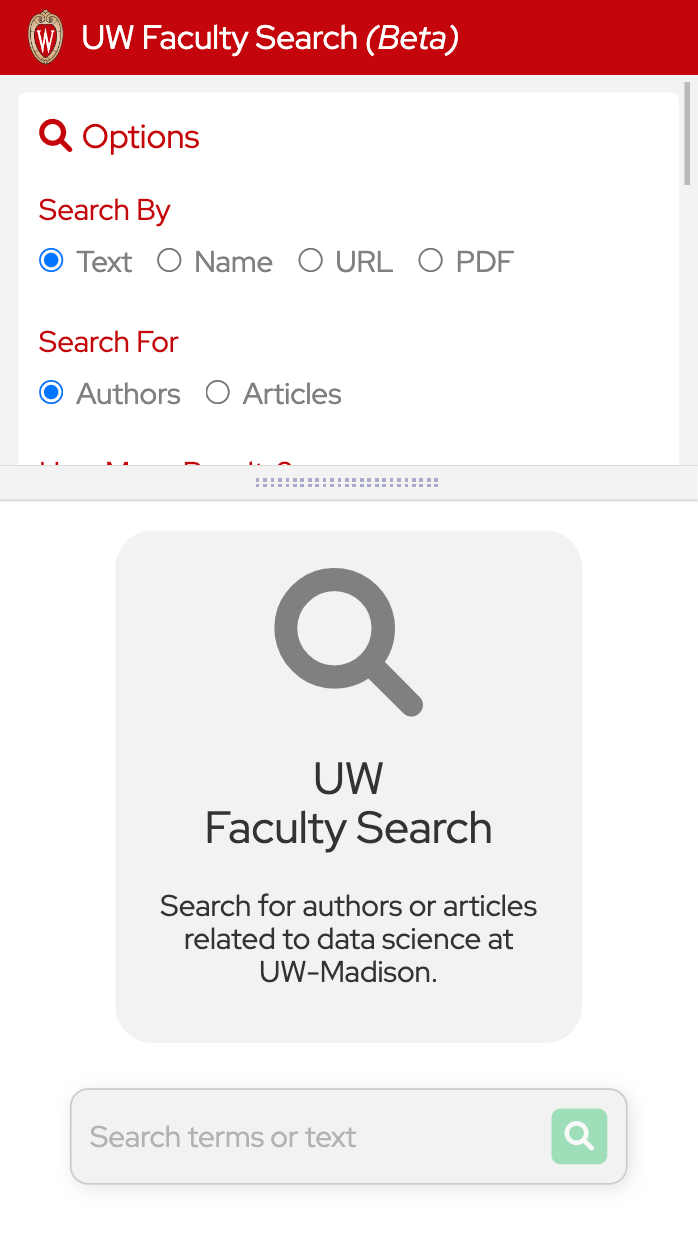 W UW Faculty Search (Beta)
Options
Search By
Text Name URL PDF
Search For
Authors Articles
UW
Faculty Search
Search for authors or articles
related to data science at
UW-Madison.
Search terms or text